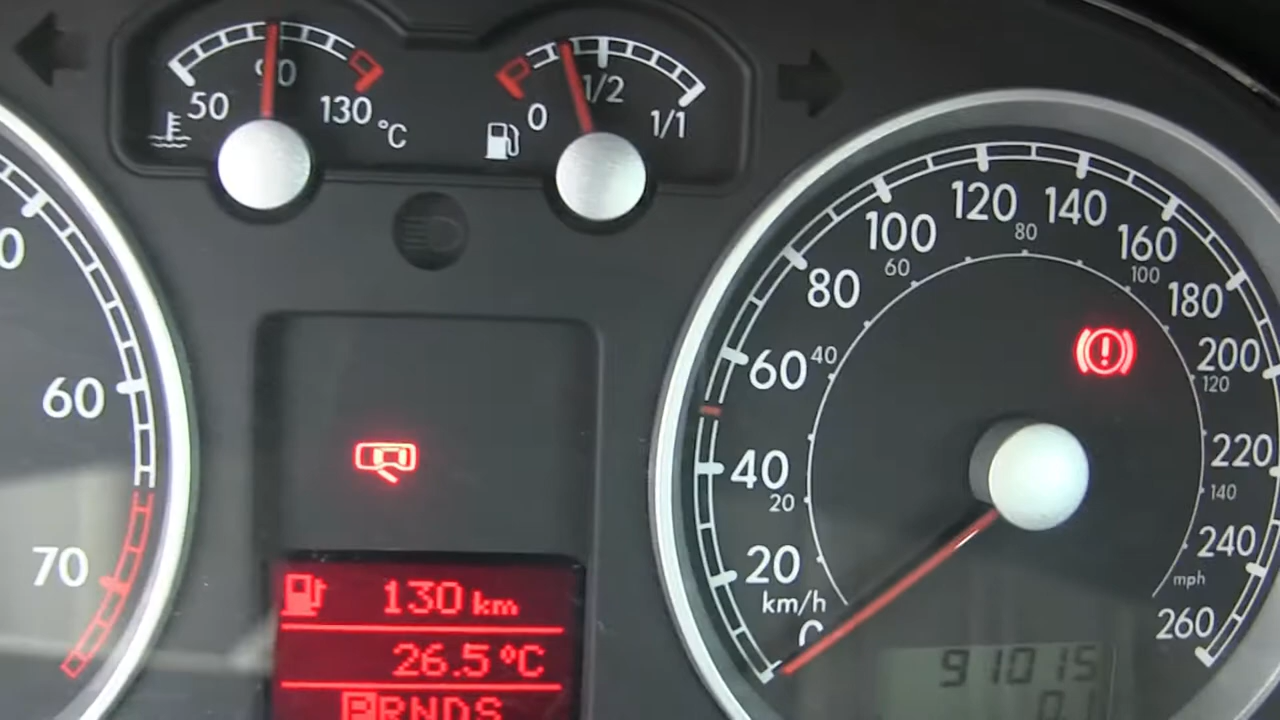 50 90 130 °C
0 1/2 1/1
60
70
20 40 60 80 100 120 140 160 180 200 220 240 260
km/h
20 40 60 80 100 120 140
mph
130 km
26.5 °C
PRNDS
91015
0.1